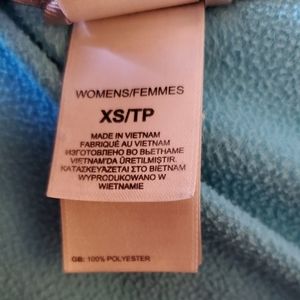 WOMENS/FEMMES
XS/TP
MADE IN VIETNAM
FABRIQUÉ AU VIETNAM
ИЗГОТОВЛЕНО ВО ВЬЕТНАМЕ
VIETNAM'DA ÜRETILMIŞTIR.
ΚΑΤΑΣΚΕΥΑΖΕΤΑΙ ΣΤΟ ΒΙΕΤΝΑΜ
WYPRODUKOWANO W
WIETNAMIE
GB: 100% POLYESTER